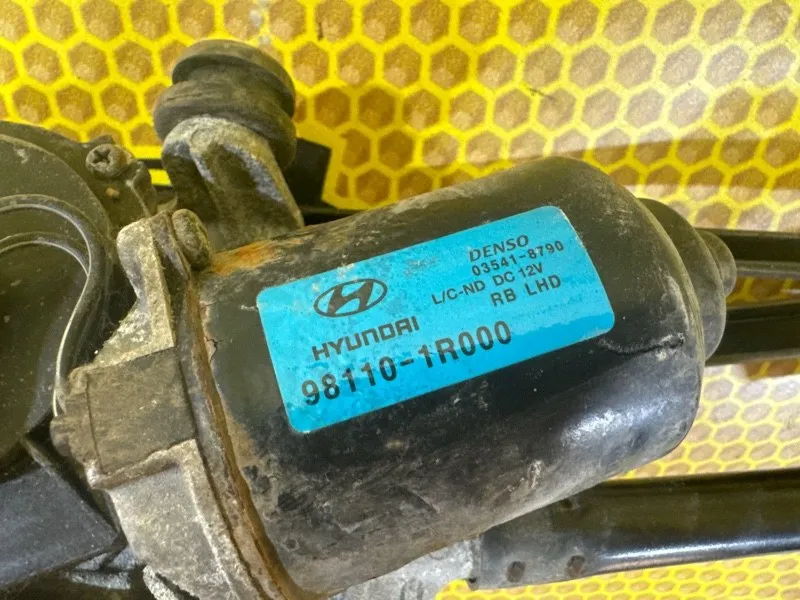 DENSO
03541-8790
L/C-ND DC 12V
RB LHD
HYUNDAI
98110-1R000